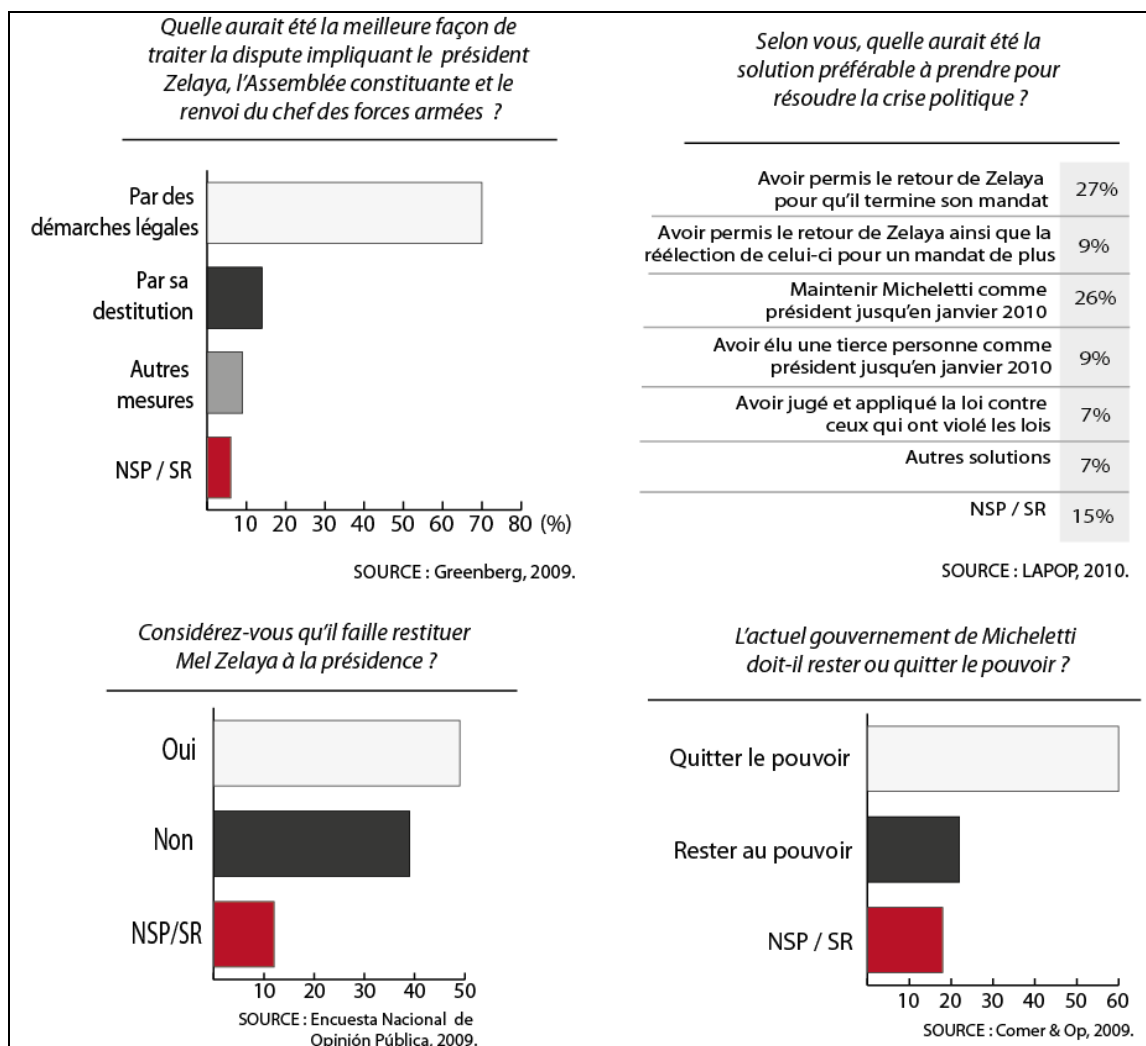 Quelle aurait été la meilleure façon de
traiter la dispute impliquant le président
Zelaya, l'Assemblée constituante et le
renvoi du chef des forces armées ?
Par des
démarches légales
Par sa
destitution
Autres
mesures
NSP / SR
10 20 30 40 50 60 70 80 (%)
SOURCE : Greenberg, 2009.
Selon vous, quelle aurait été la
solution préférable à prendre pour
résoudre la crise politique ?
Avoir permis le retour de Zelaya
pour qu'il termine son mandat
27%
Avoir permis le retour de Zelaya ainsi que la
réélection de celui-ci pour un mandat de plus
9%
Maintenir Micheletti comme
président jusqu'en janvier 2010
26%
Avoir élu une tierce personne comme
président jusqu'en janvier 2010
9%
Avoir jugé et appliqué la loi contre
ceux qui ont violé les lois
7%
Autres solutions
7%
NSP / SR
15%
SOURCE : LAPOP, 2010.
Considérez-vous qu'il faille restituer
Mel Zelaya à la présidence ?
Oui
Non
NSP/SR
10 20 30 40 50
SOURCE : Encuesta Nacional de
Opinión Pública, 2009.
L'actuel gouvernement de Micheletti
doit-il rester ou quitter le pouvoir ?
Quitter le pouvoir
Rester au pouvoir
NSP / SR
10 20 30 40 50 60
SOURCE : Comer & Op, 2009.